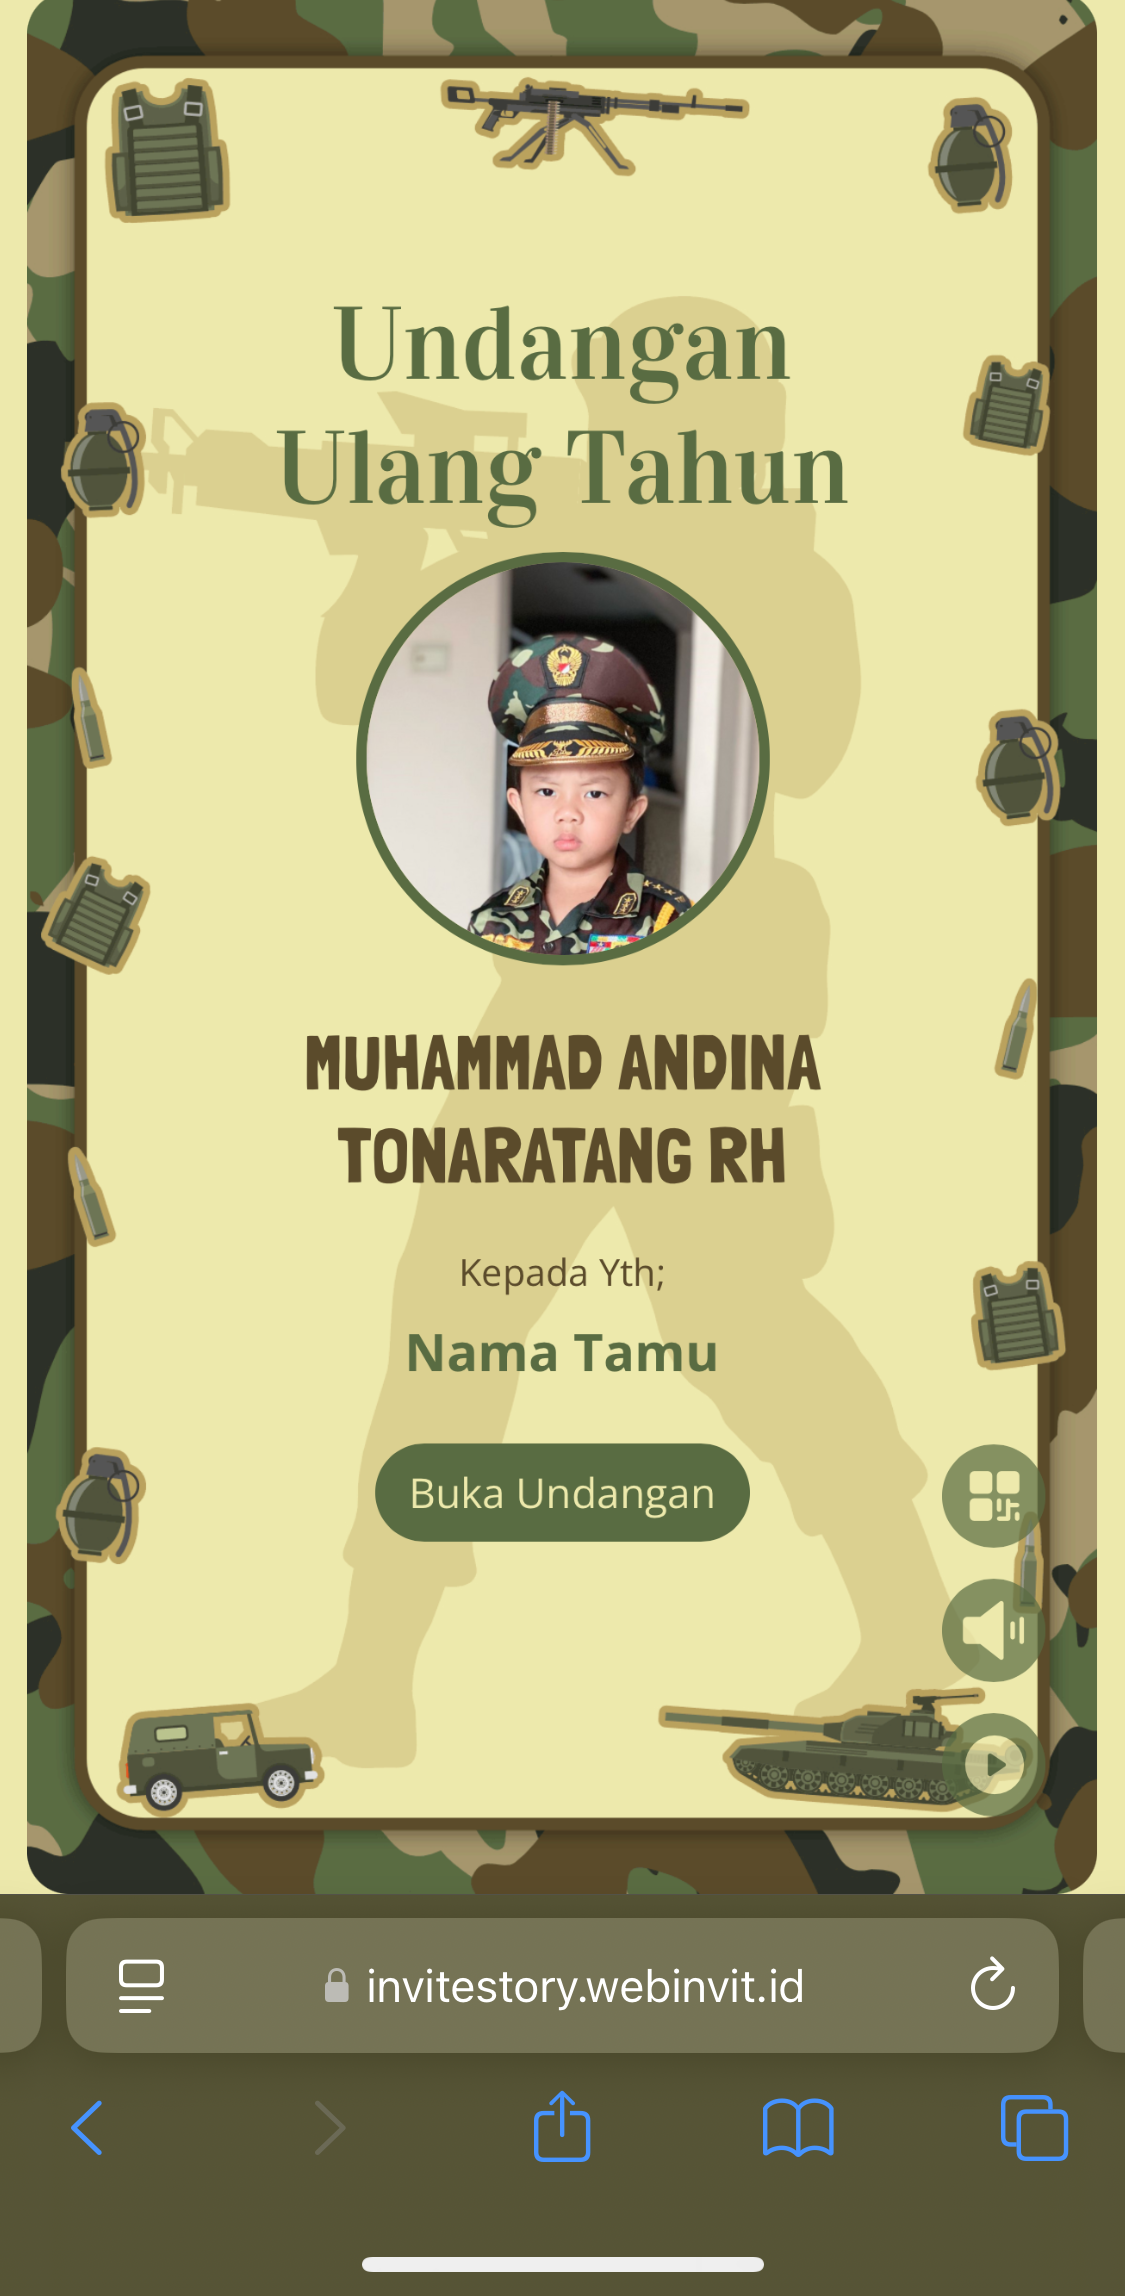 Undangan
Ulang Tahun
MUHAMMAD ANDINA
TONARATANG RH
Kepada Yth;
Nama Tamu
Buka Undangan
invitestory.webinvit.id